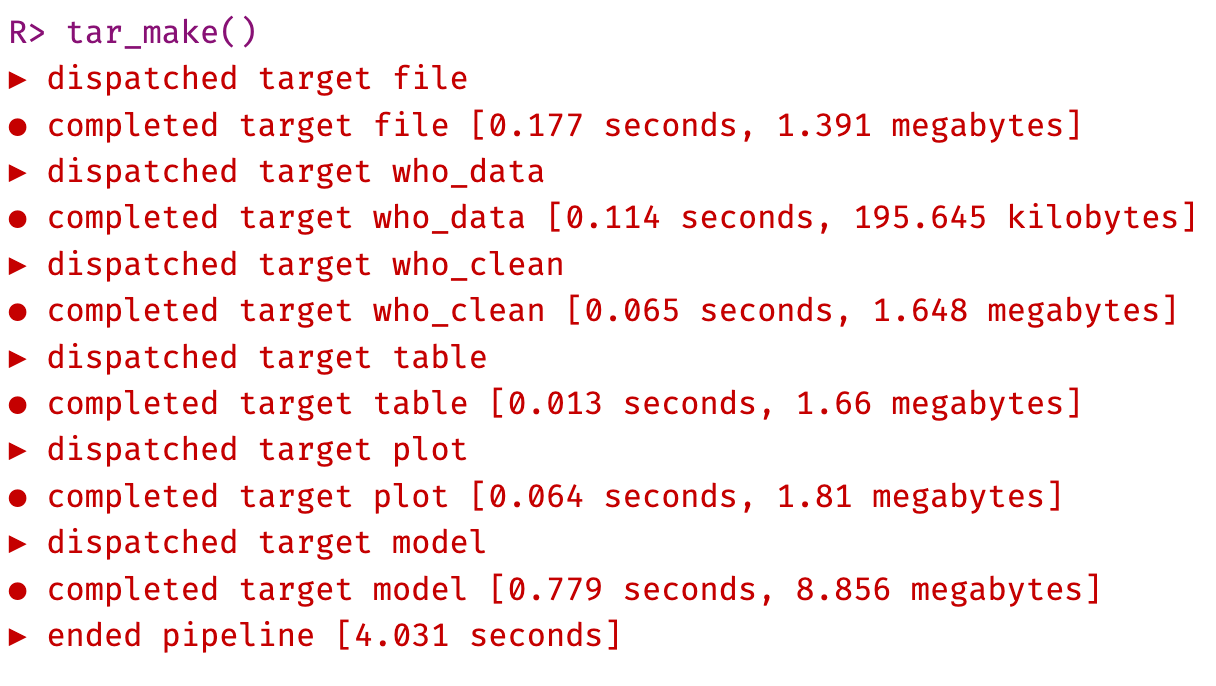 R> tar_make()
▶ dispatched target file
● completed target file [0.177 seconds, 1.391 megabytes]
▶ dispatched target who_data
● completed target who_data [0.114 seconds, 195.645 kilobytes]
▶ dispatched target who_clean
● completed target who_clean [0.065 seconds, 1.648 megabytes]
▶ dispatched target table
● completed target table [0.013 seconds, 1.66 megabytes]
▶ dispatched target plot
● completed target plot [0.064 seconds, 1.81 megabytes]
▶ dispatched target model
● completed target model [0.779 seconds, 8.856 megabytes]
▶ ended pipeline [4.031 seconds]